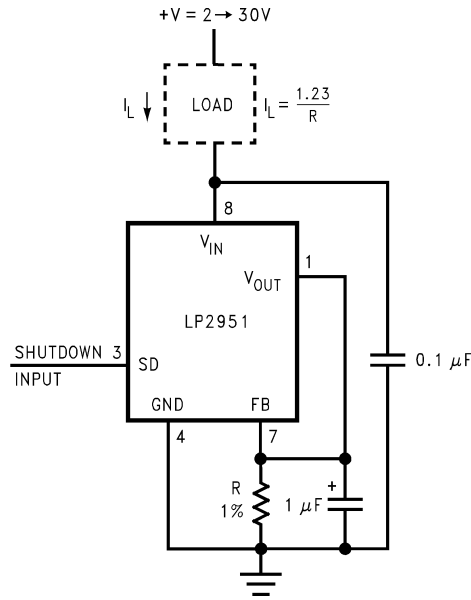 +V = 2 → 30V
I_L ↓
LOAD
I_L = 1.23/R
8
V_IN
1
V_OUT
LP2951
SHUTDOWN 3
INPUT
SD
0.1 μF
GND
FB
4
7
R
1%
+
1 μF